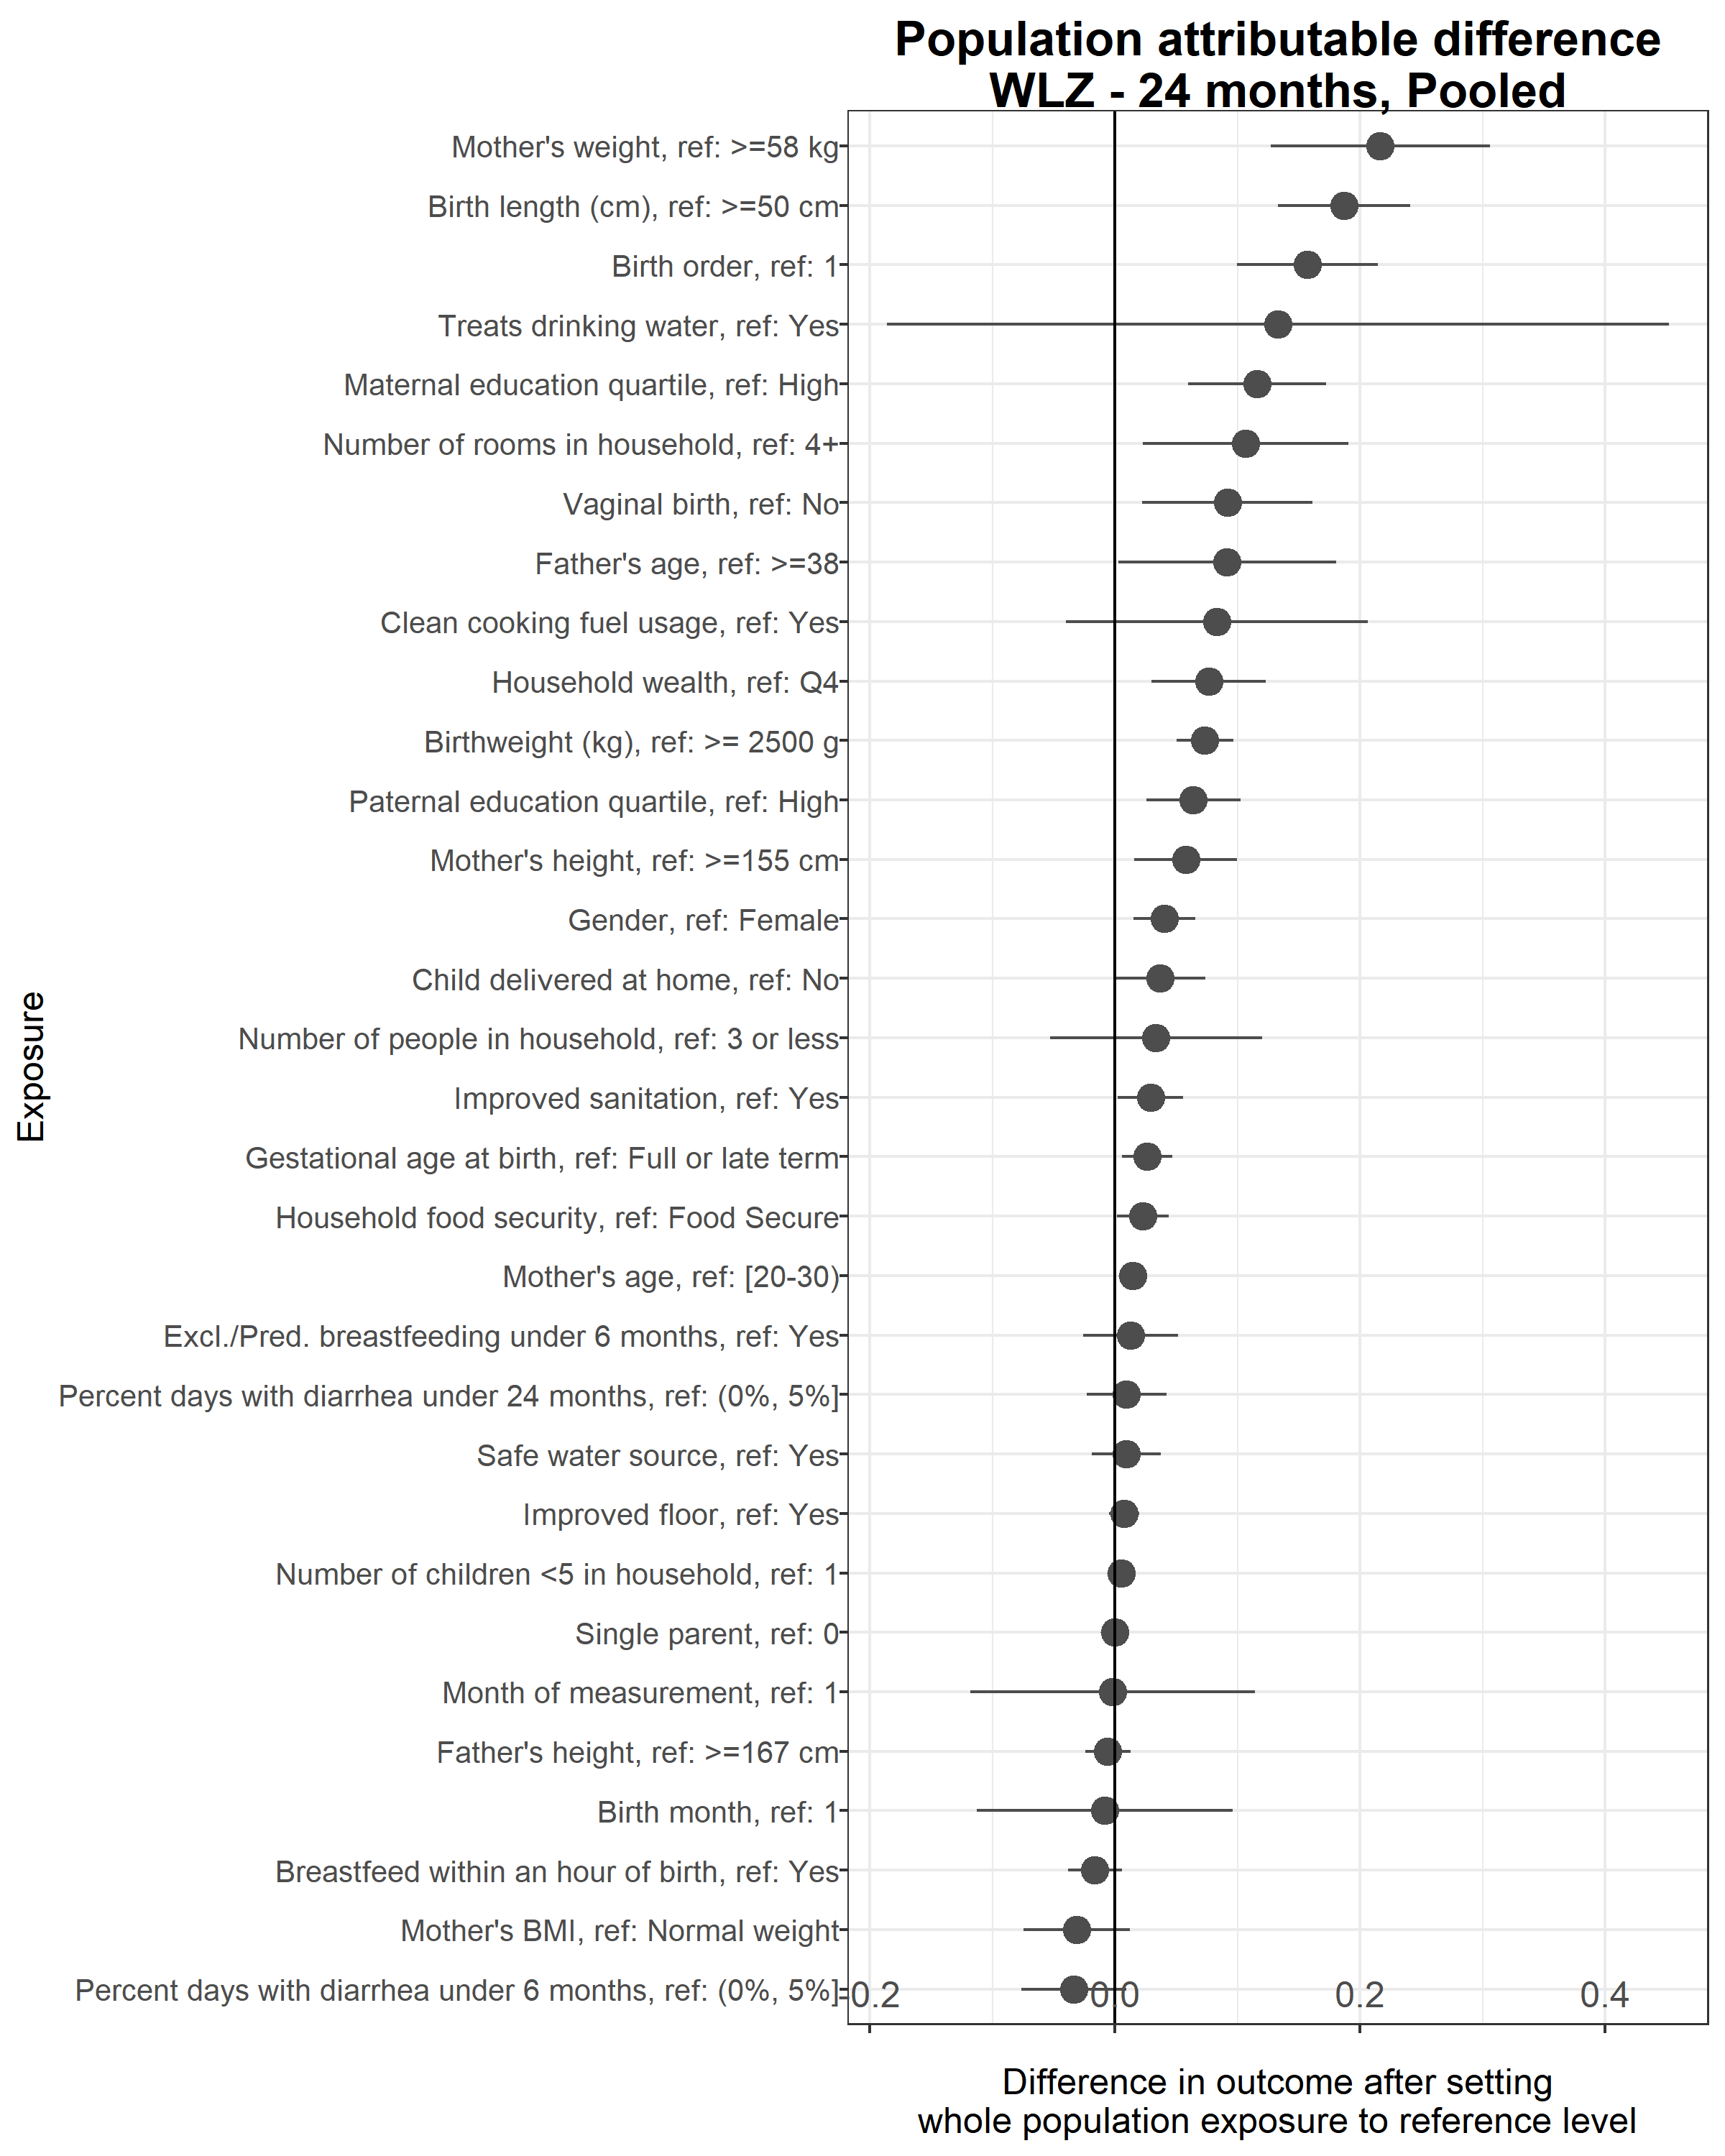 Population attributable difference
WLZ - 24 months, Pooled
Mother's weight, ref: >=58 kg
Birth length (cm), ref: >=50 cm
Birth order, ref: 1
Treats drinking water, ref: Yes
Maternal education quartile, ref: High
Number of rooms in household, ref: 4+
Vaginal birth, ref: No
Father's age, ref: >=38
Clean cooking fuel usage, ref: Yes
Household wealth, ref: Q4
Birthweight (kg), ref: >= 2500 g
Paternal education quartile, ref: High
Mother's height, ref: >=155 cm
Gender, ref: Female
Child delivered at home, ref: No
Number of people in household, ref: 3 or less
Improved sanitation, ref: Yes
Gestational age at birth, ref: Full or late term
Household food security, ref: Food Secure
Mother's age, ref: [20-30)
Excl./Pred. breastfeeding under 6 months, ref: Yes
Percent days with diarrhea under 24 months, ref: (0%, 5%]
Safe water source, ref: Yes
Improved floor, ref: Yes
Number of children <5 in household, ref: 1
Single parent, ref: 0
Month of measurement, ref: 1
Father's height, ref: >=167 cm
Birth month, ref: 1
Breastfeed within an hour of birth, ref: Yes
Mother's BMI, ref: Normal weight
Percent days with diarrhea under 6 months, ref: (0%, 5%]
Exposure
-0.2 0.0 0.2 0.4
Difference in outcome after setting
whole population exposure to reference level